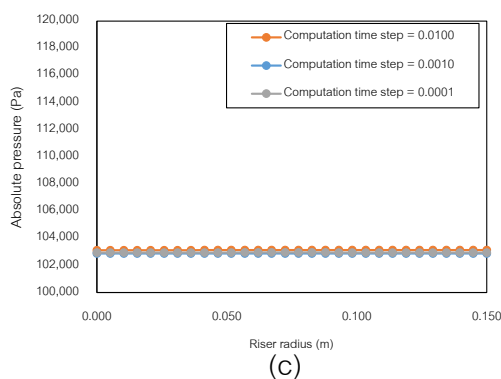 120,000
118,000
116,000
114,000
112,000
110,000
108,000
106,000
104,000
102,000
100,000
Absolute pressure (Pa)
Computation time step = 0.0100
Computation time step = 0.0010
Computation time step = 0.0001
0.000 0.050 0.100 0.150
Riser radius (m)
(c)